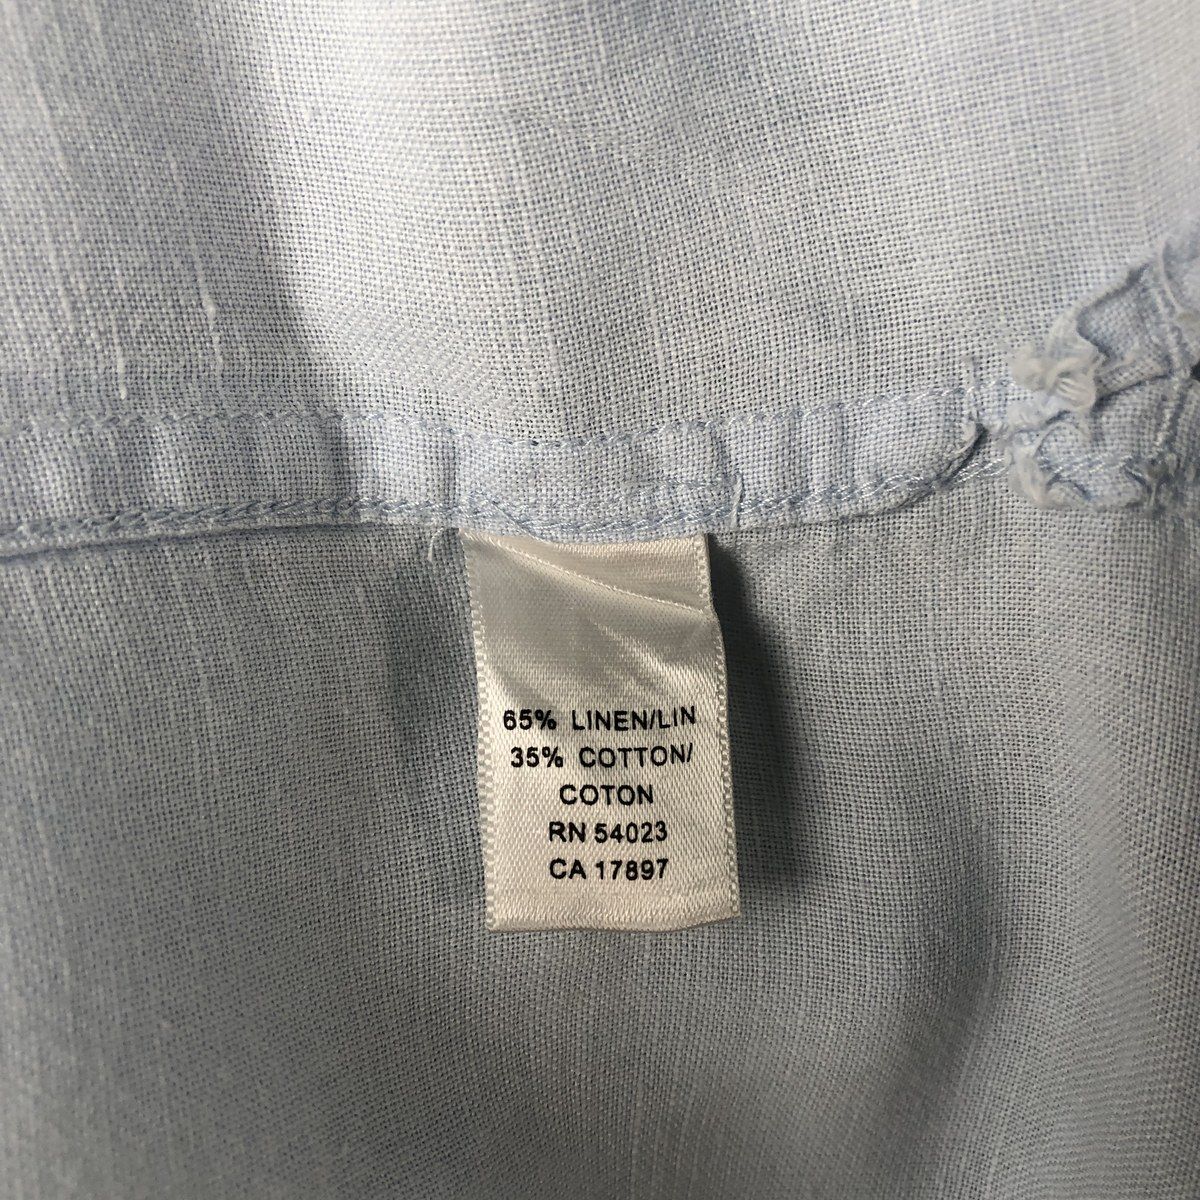 65% LINEN/LIN
35% COTTON/
COTON
RN 54023
CA 17897